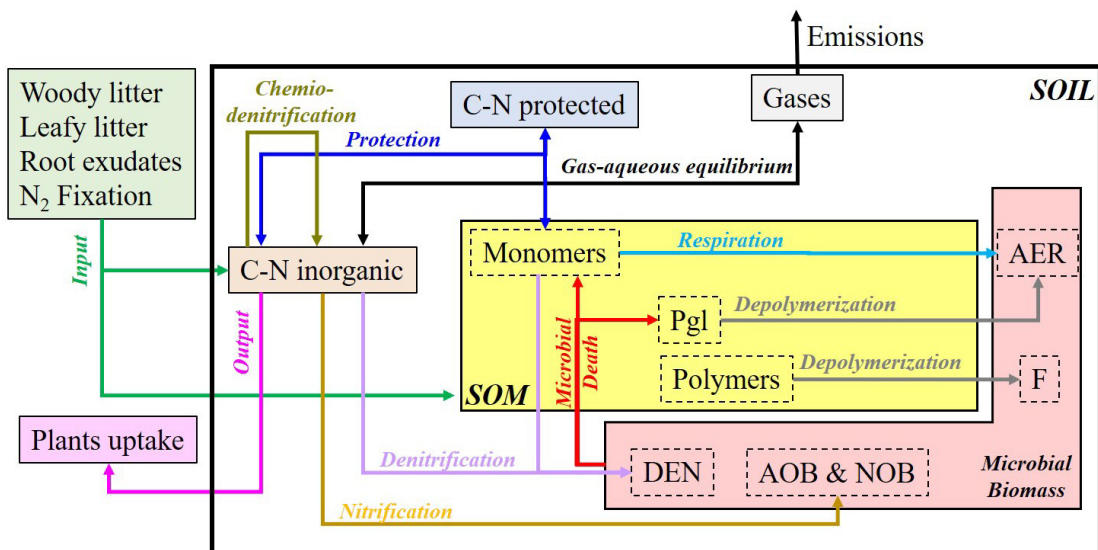 Emissions
Woody litter
Leafy litter
Root exudates
N₂ Fixation
Chemio-
denitrification
C-N protected
Gases
SOIL
Protection
Gas-aqueous equilibrium
Input
C-N inorganic
Monomers
Respiration
AER
Output
Microbial
Death
Pgl
Depolymerization
Polymers
Depolymerization
F
SOM
Plants uptake
Denitrification
DEN
AOB & NOB
Microbial
Biomass
Nitrification